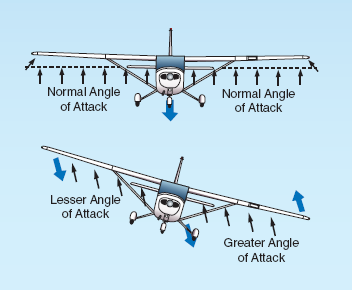 Normal Angle
of Attack
Normal Angle
of Attack
Lesser Angle
of Attack
Greater Angle
of Attack